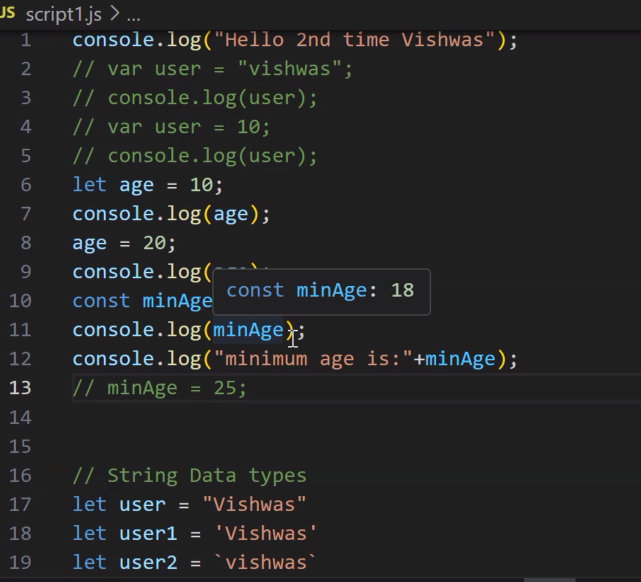 JS script1.js > ...
1 console.log("Hello 2nd time Vishwas");
2 // var user = "vishwas";
3 // console.log(user);
4 // var user = 10;
5 // console.log(user);
6 let age = 10;
7 console.log(age);
8 age = 20;
9 console.log(
const minAge: 18
10 const minAge
11 console.log(minAge);
12 console.log("minimum age is:"+minAge);
13 // minAge = 25;
14
15
16 // String Data types
17 let user = "Vishwas"
18 let user1 = 'Vishwas'
19 let user2 = `vishwas`